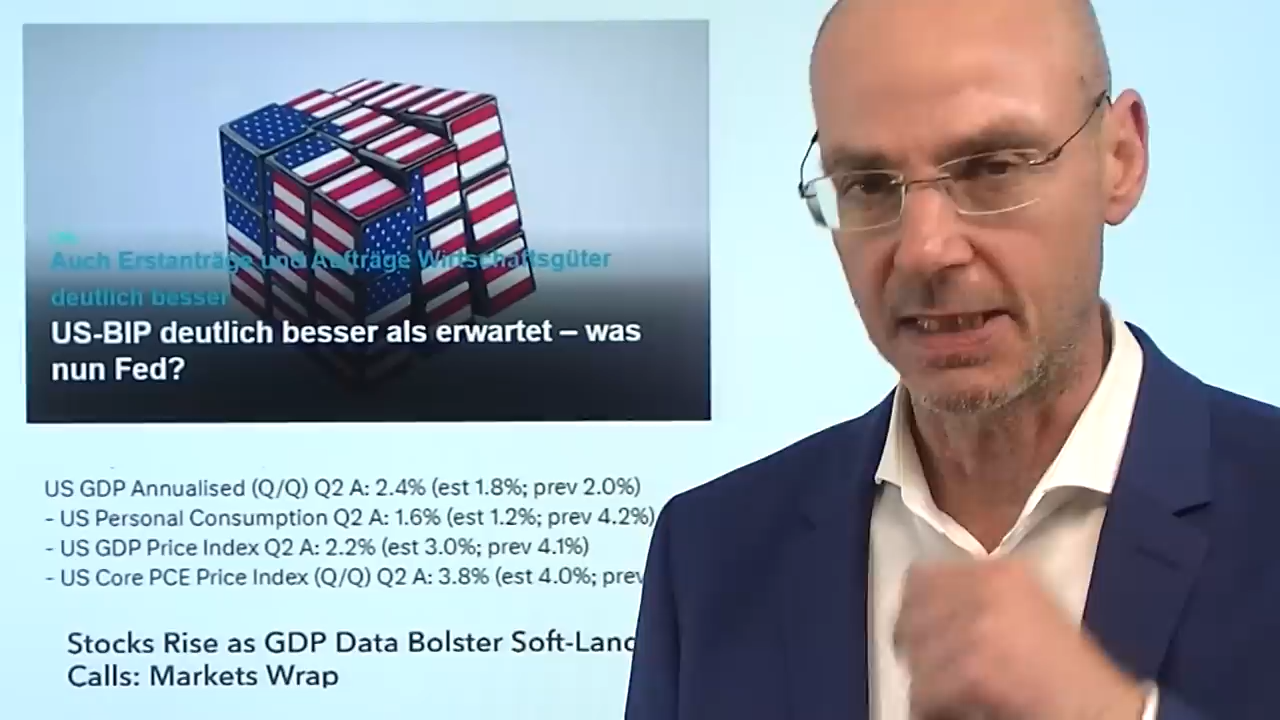 Auch Erstanträge und Aufträge Wirtschaftsgüter
deutlich besser
US-BIP deutlich besser als erwartet – was
nun Fed?
US GDP Annualised (Q/Q) Q2 A: 2.4% (est 1.8%; prev 2.0%)
- US Personal Consumption Q2 A: 1.6% (est 1.2%; prev 4.2%)
- US GDP Price Index Q2 A: 2.2% (est 3.0%; prev 4.1%)
- US Core PCE Price Index (Q/Q) Q2 A: 3.8% (est 4.0%; prev
Stocks Rise as GDP Data Bolster Soft-Land
Calls: Markets Wrap